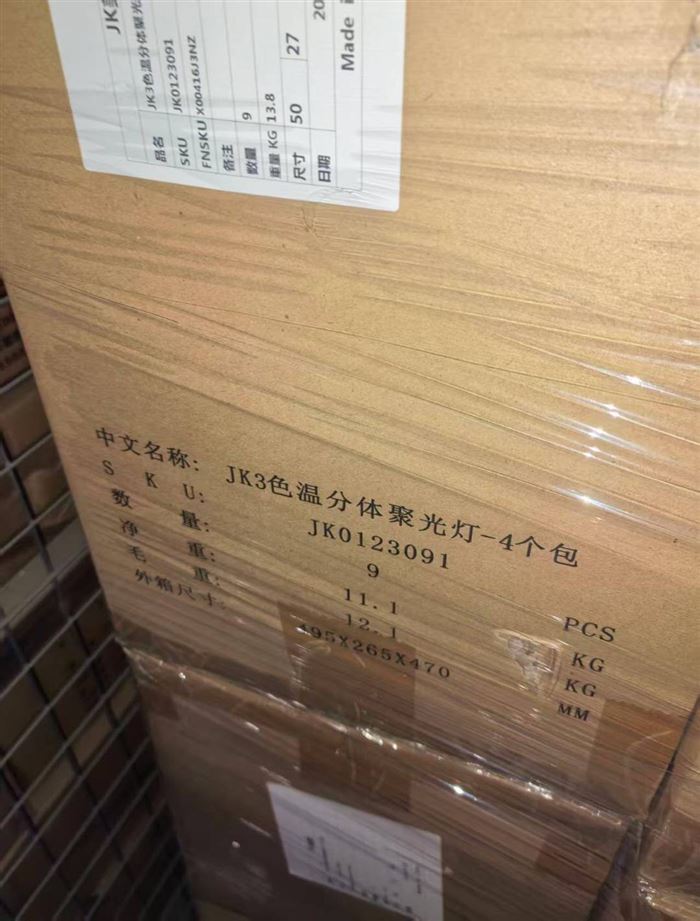 JK3色温分体聚光
品名
SKU JK0123091
FNSKU X00416J3NZ
备注
数量 9
重量 KG 13.8
尺寸 50 27
日期 20
Made i
中文名称: JK3色温分体聚光灯-4个包
SKU: JK0123091
数量: 9 PCS
净重: 11.1 KG
毛重: 12.1 KG
外箱尺寸: 495X265X470 MM